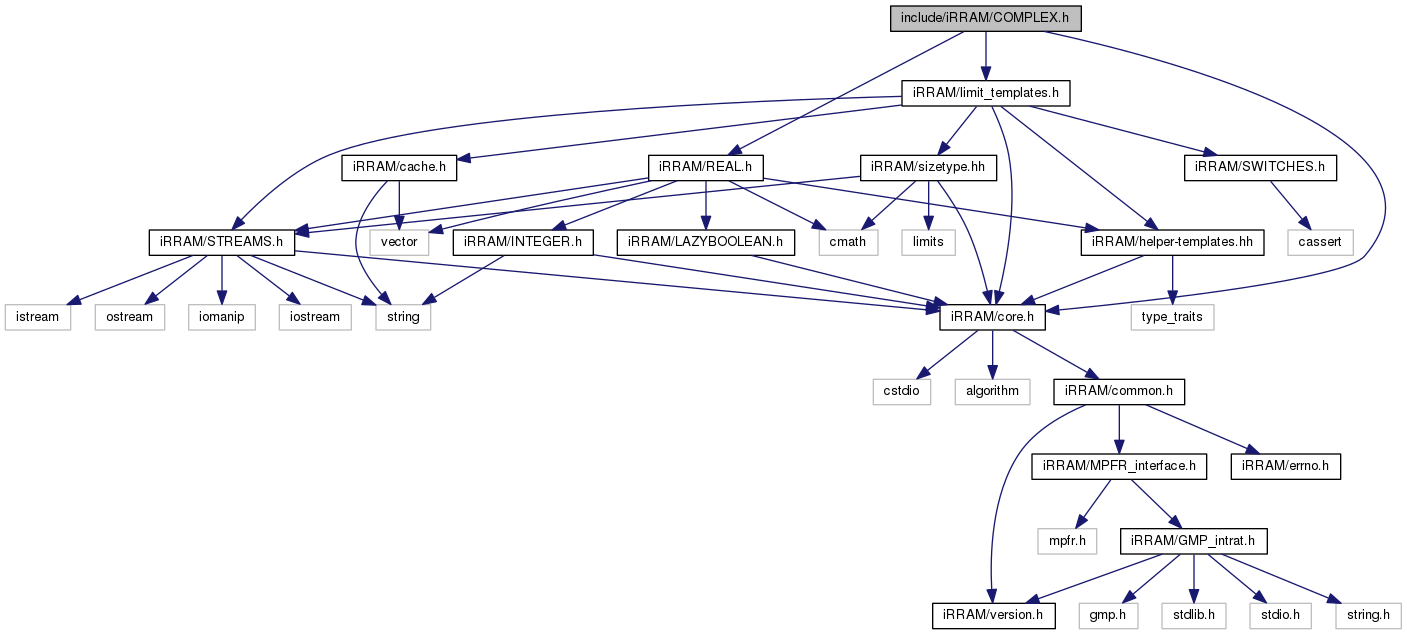 include/iRRAM/COMPLEX.h
iRRAM/limit_templates.h
iRRAM/cache.h
iRRAM/REAL.h
iRRAM/sizetype.hh
iRRAM/SWITCHES.h
iRRAM/STREAMS.h
vector
iRRAM/INTEGER.h
iRRAM/LAZYBOOLEAN.h
cmath
limits
iRRAM/helper-templates.hh
cassert
istream
ostream
iomanip
iostream
string
iRRAM/core.h
type_traits
cstdio
algorithm
iRRAM/common.h
iRRAM/MPFR_interface.h
iRRAM/errno.h
mpfr.h
iRRAM/GMP_intrat.h
iRRAM/version.h
gmp.h
stdlib.h
stdio.h
string.h